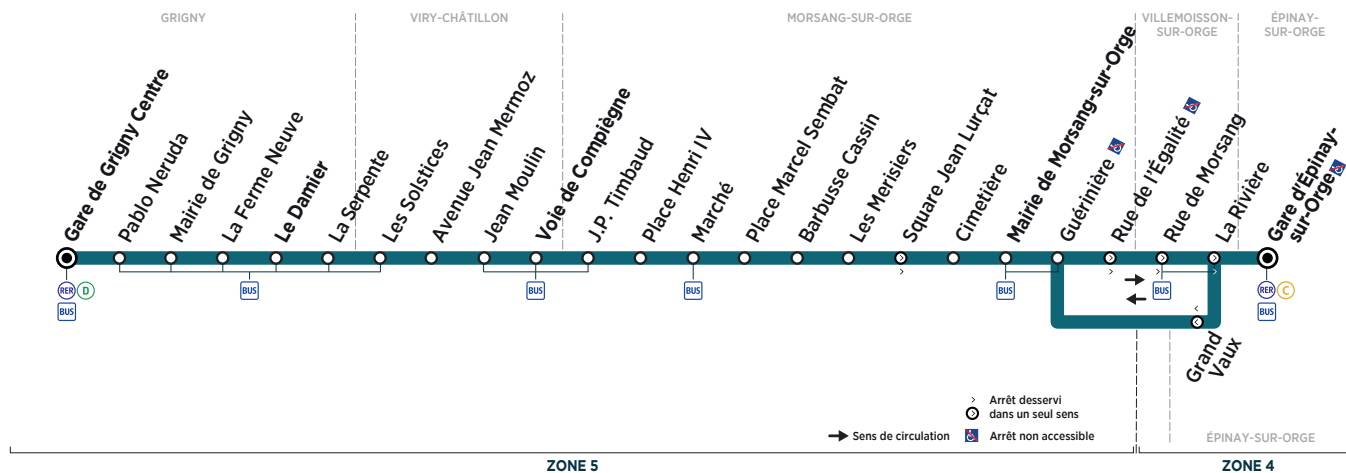 GRIGNY
VIRY-CHÂTILLON
MORSANG-SUR-ORGE
VILLEMOISSON-
SUR-ORGE
ÉPINAY-
SUR-ORGE
Gare de Grigny Centre
Pablo Neruda
Mairie de Grigny
La Ferme Neuve
Le Damier
La Serpente
Les Solstices
Avenue Jean Mermoz
Jean Moulin
Voie de Compiègne
J.P. Timbaud
Place Henri IV
Marché
Place Marcel Sembat
Barbusse Cassin
Les Merisiers
Square Jean Lurçat
Cimetière
Mairie de Morsang-sur-Orge
Guérinière
Rue de l'Égalité
Rue de Morsang
La Rivière
Gare d'Épinay-
sur-Orge
RER D
BUS
BUS
BUS
BUS
BUS
BUS
RER C
BUS
Grand
Vaux
Arrêt desservi
dans un seul sens
Sens de circulation
Arrêt non accessible
ÉPINAY-SUR-ORGE
ZONE 5
ZONE 4